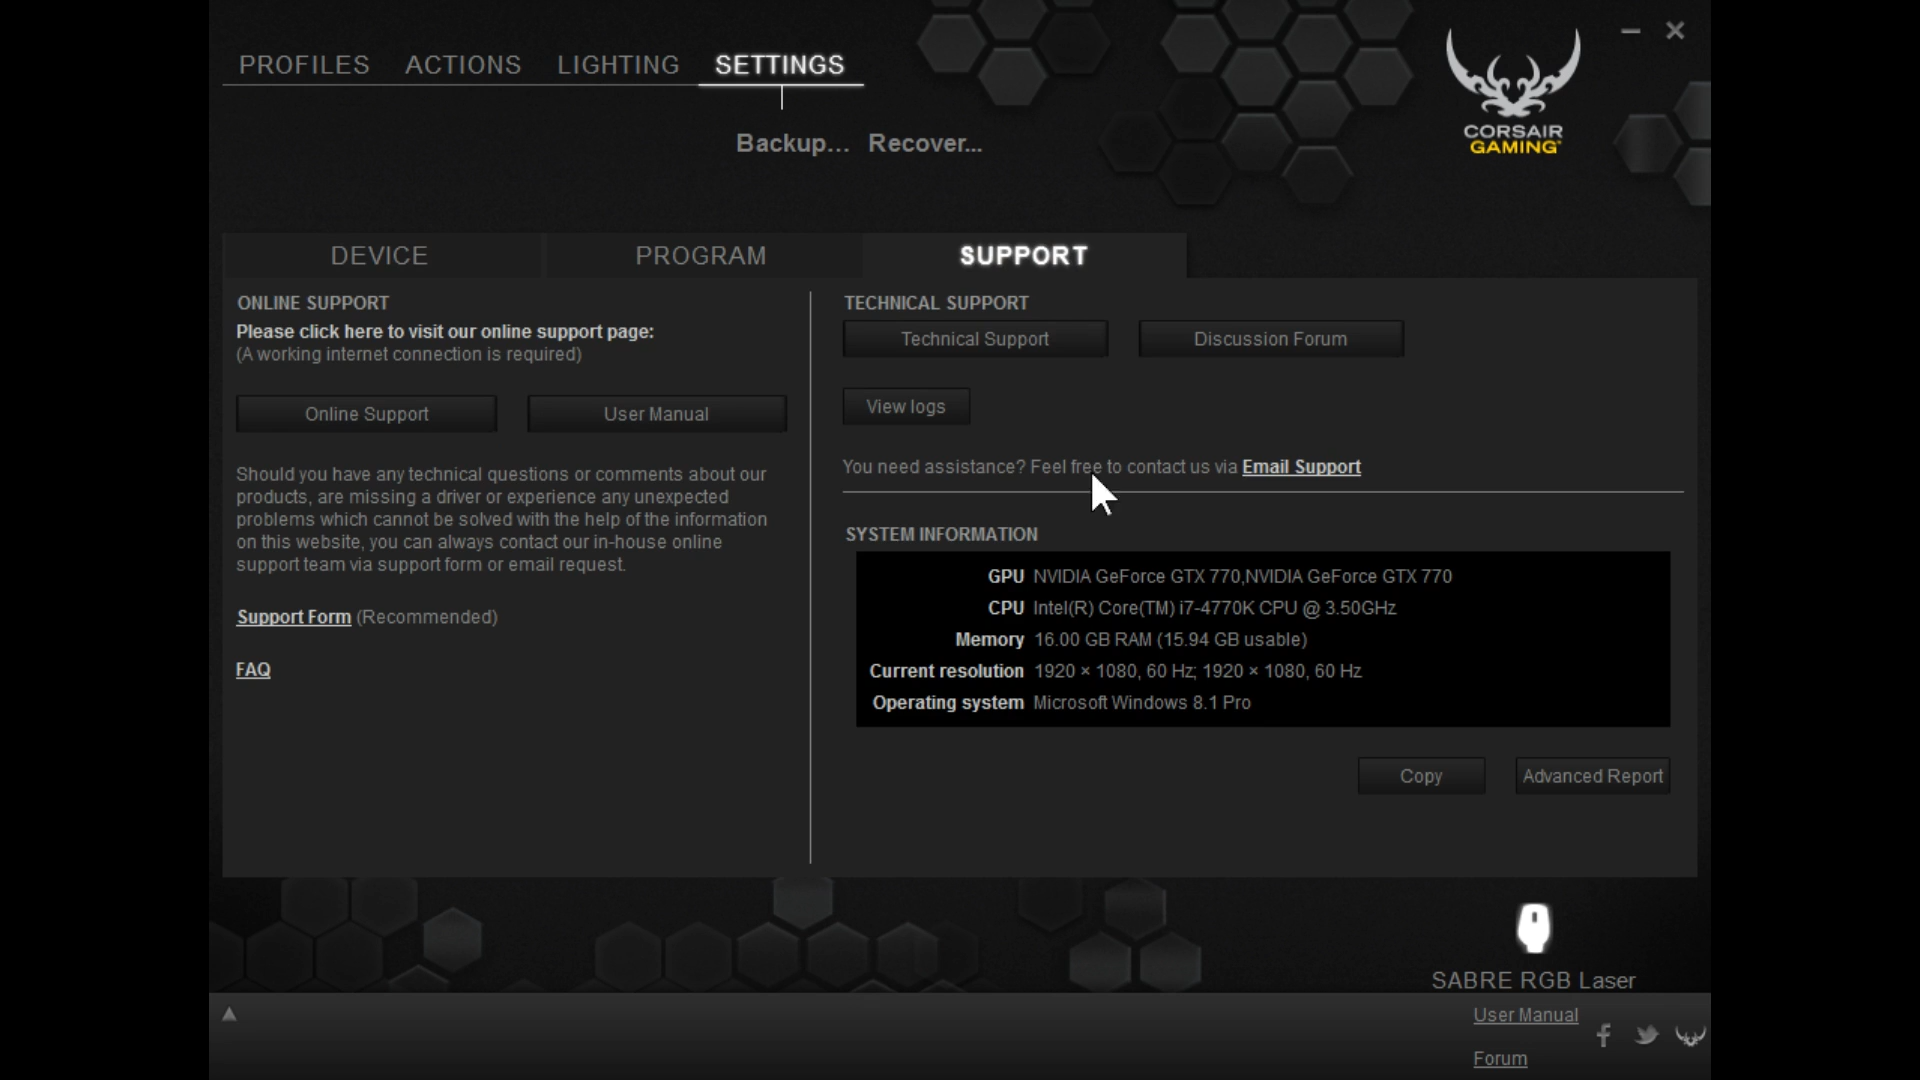 PROFILES ACTIONS LIGHTING SETTINGS
Backup... Recover...
CORSAIR
GAMING
DEVICE PROGRAM SUPPORT
ONLINE SUPPORT
Please click here to visit our online support page:
(A working internet connection is required)
Online Support User Manual
Should you have any technical questions or comments about our
products, are missing a driver or experience any unexpected
problems which cannot be solved with the help of the information
on this website, you can always contact our in-house online
support team via support form or email request.
Support Form (Recommended)
FAQ
TECHNICAL SUPPORT
Technical Support Discussion Forum
View logs
You need assistance? Feel free to contact us via Email Support
SYSTEM INFORMATION
GPU NVIDIA GeForce GTX 770,NVIDIA GeForce GTX 770
CPU Intel(R) Core(TM) i7-4770K CPU @ 3.50GHz
Memory 16.00 GB RAM (15.94 GB usable)
Current resolution 1920 × 1080, 60 Hz; 1920 × 1080, 60 Hz
Operating system Microsoft Windows 8.1 Pro
Copy Advanced Report
SABRE RGB Laser
User Manual
Forum